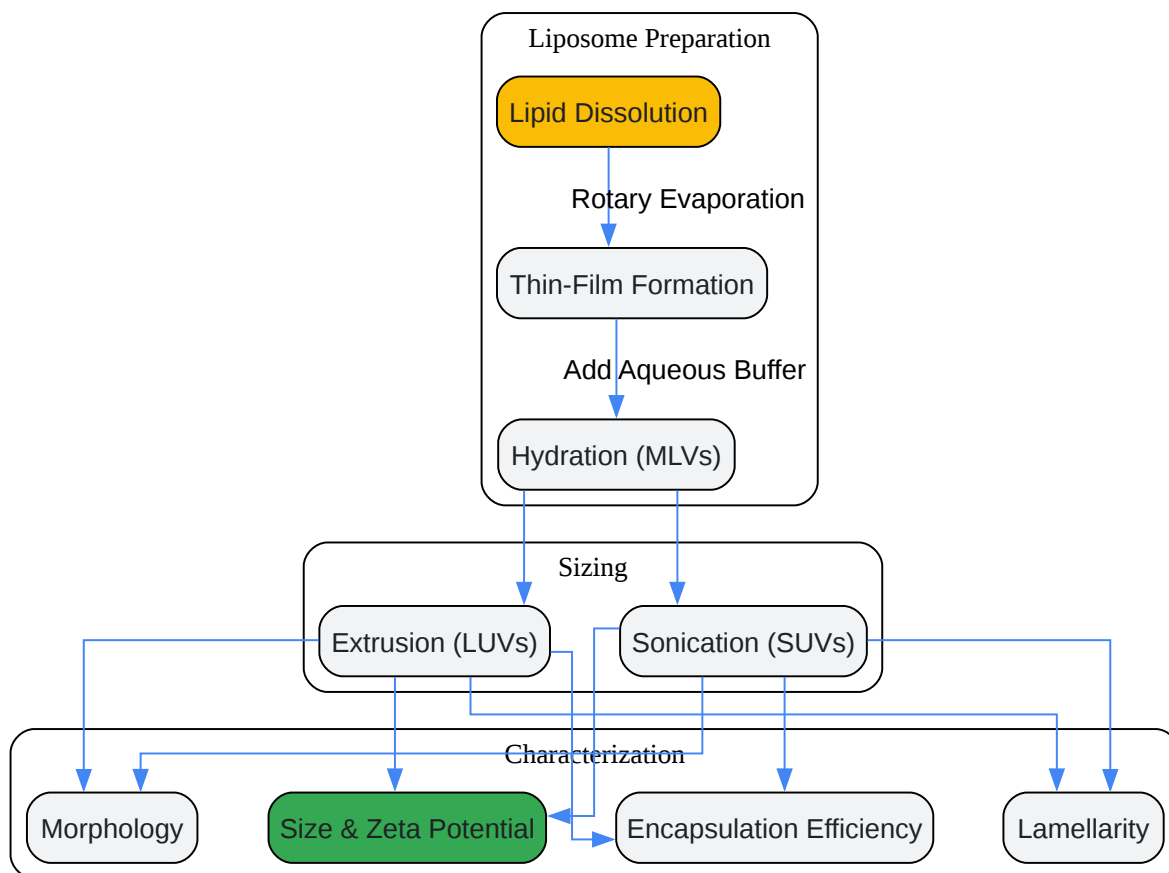 Liposome Preparation
Lipid Dissolution
Rotary Evaporation
Thin-Film Formation
Add Aqueous Buffer
Hydration (MLVs)
Sizing
Extrusion (LUVs)
Sonication (SUVs)
Characterization
Morphology
Size & Zeta Potential
Encapsulation Efficiency
Lamellarity